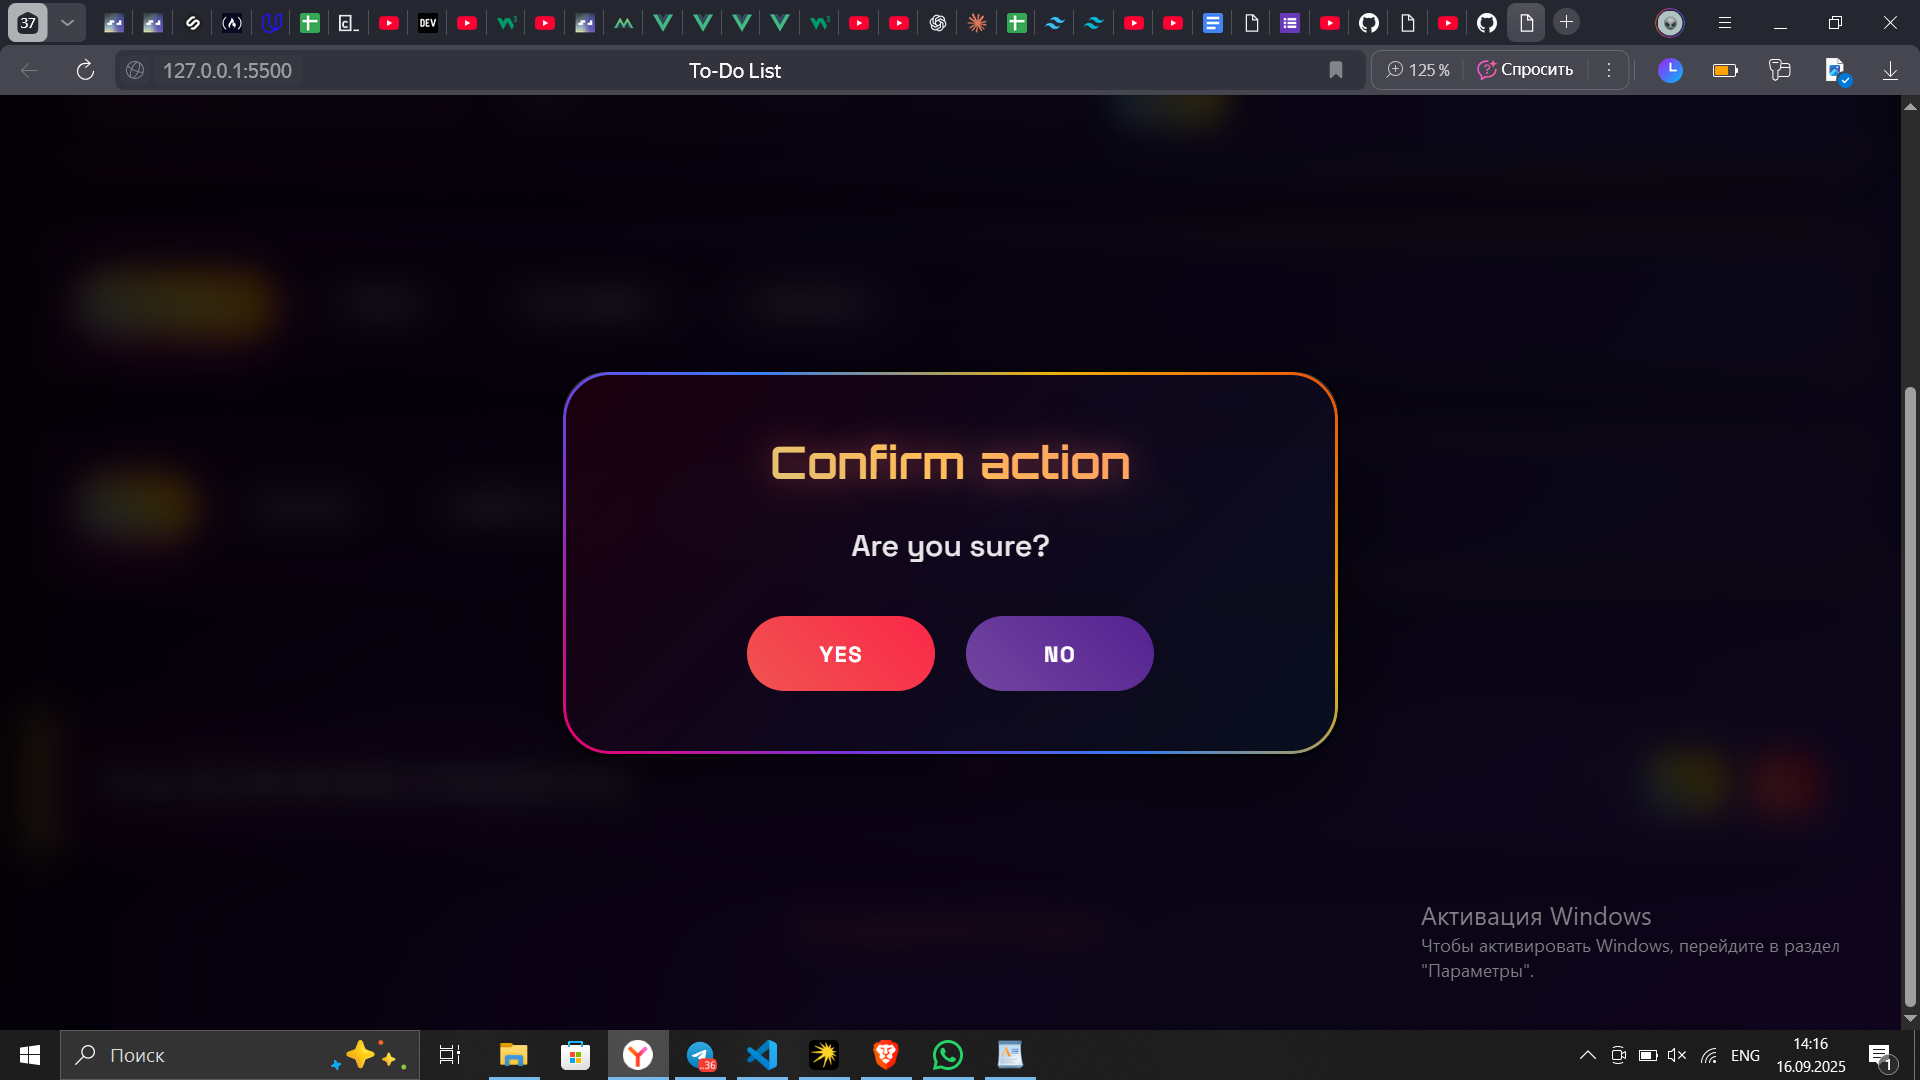 37
DEV
127.0.0.1:5500
To-Do List
125 %
Спросить
Confirm action
Are you sure?
YES
NO
Активация Windows
Чтобы активировать Windows, перейдите в раздел
"Параметры".
Поиск
..36
ENG
14:16
16.09.2025
1